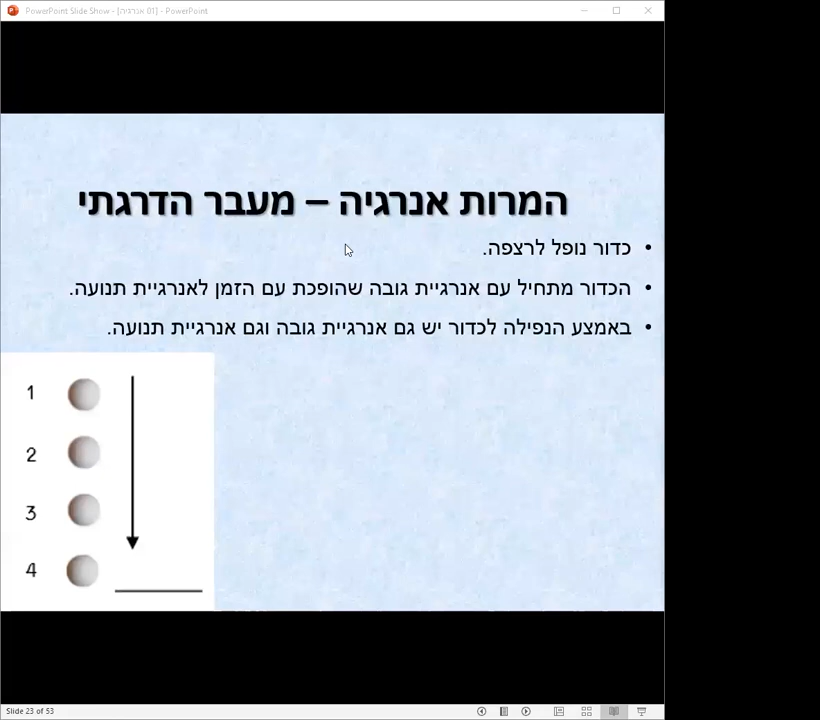 PowerPoint Slide Show - [01 אנרגיה] - PowerPoint
המרות אנרגיה – מעבר הדרגתי
• כדור נופל לרצפה.
• הכדור מתחיל עם אנרגיית גובה שהופכת עם הזמן לאנרגיית תנועה.
• באמצע הנפילה לכדור יש גם אנרגיית גובה וגם אנרגיית תנועה.
1
2
3
4
Slide 23 of 53